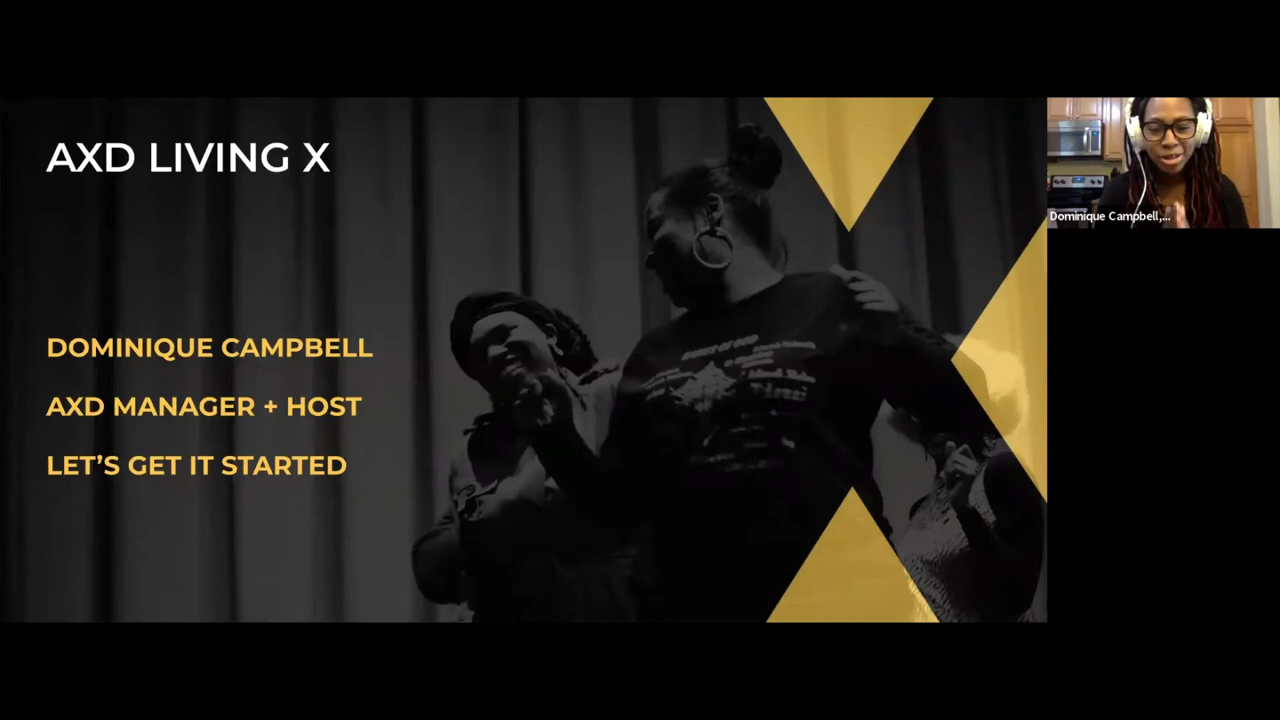 AXD LIVING X
DOMINIQUE CAMPBELL
AXD MANAGER + HOST
LET'S GET IT STARTED
Dominique Campbell,...